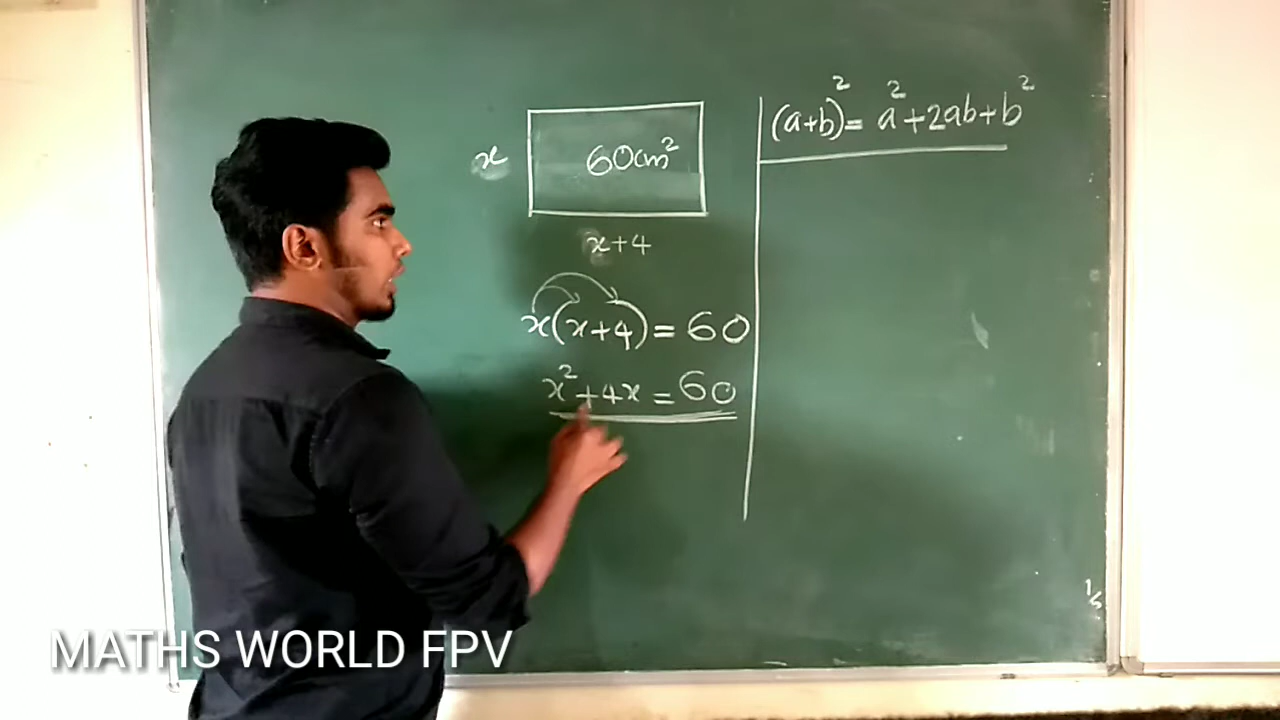 x
60cm²
x+4
x(x+4) = 60
x²+4x = 60
(a+b)² = a²+2ab+b²
MATHS WORLD FPV